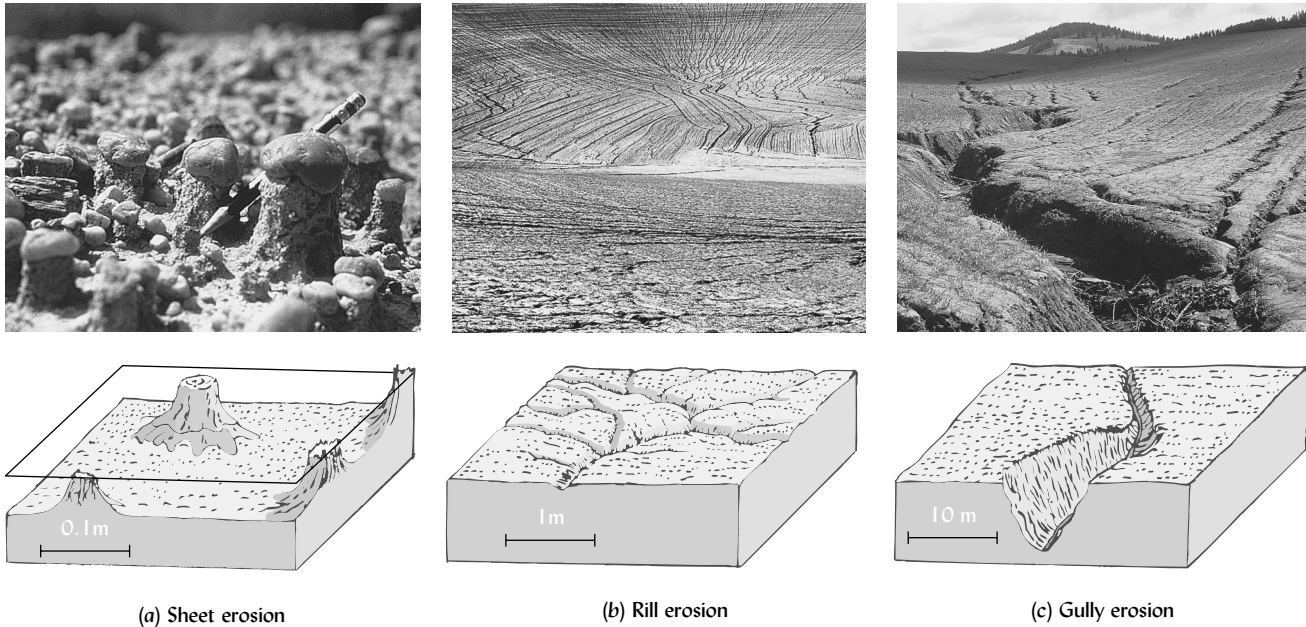 0.1m
1m
10 m
(a) Sheet erosion
(b) Rill erosion
(c) Gully erosion